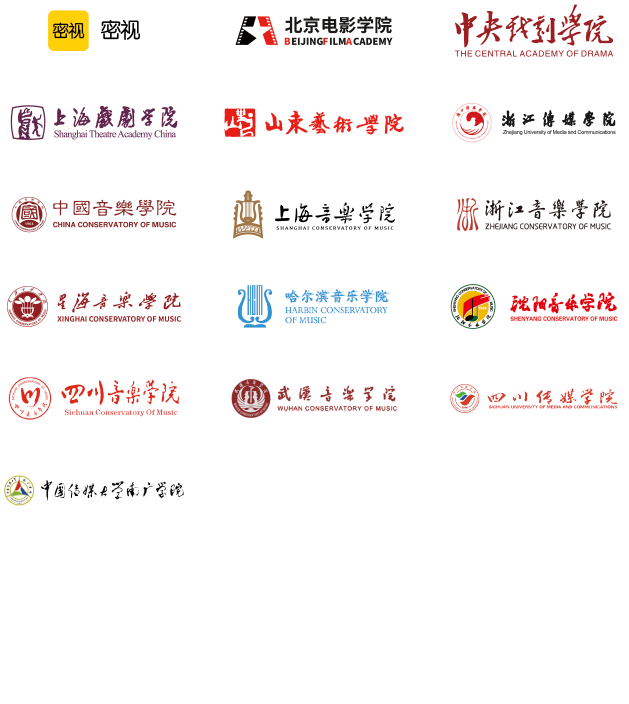 密视 密视
北京电影学院
BEIJINGFILMACADEMY
中央戏剧学院
THE CENTRAL ACADEMY OF DRAMA
上海戲劇学院
Shanghai Theatre Academy China
山东藝術學院
浙江傳媒學院
Zhejiang University of Media and Communications
中國音樂學院
CHINA CONSERVATORY OF MUSIC
上海音乐学院
SHANGHAI CONSERVATORY OF MUSIC
浙江音樂学院
ZHEJIANG CONSERVATORY OF MUSIC
星海音乐學院
XINGHAI CONSERVATORY OF MUSIC
哈尔滨音乐学院
HARBIN CONSERVATORY
OF MUSIC
沈阳音乐学院
SHENYANG CONSERVATORY OF MUSIC
四川音樂學院
Sichuan Conservatory Of Music
武漢音樂学院
WUHAN CONSERVATORY OF MUSIC
四川传媒学院
SICHUAN UNIVERSITY OF MEDIA AND COMMUNICATIONS
中国传媒大学南广学院